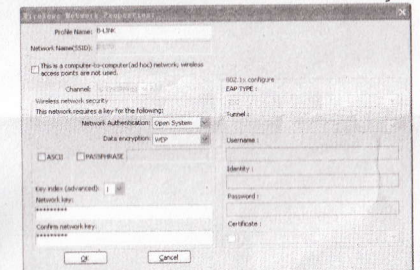 Wireless Network Properties
Profile Name: B-LINK
Network Name(SSID):
This is a computer-to-computer(ad hoc) network; wireless
access points are not used.
Channel:
802.1x configure
EAP TYPE :
Wireless network security
This network requires a key for the following:
Tunnel :
Network Authentication: Open System
Data encryption: WEP
Username :
ASCII PASSPHRASE
Identity :
Key index (advanced): 1
Network key:
Password :
*********
Confirm network key:
Certificate :
*********
OK Cancel